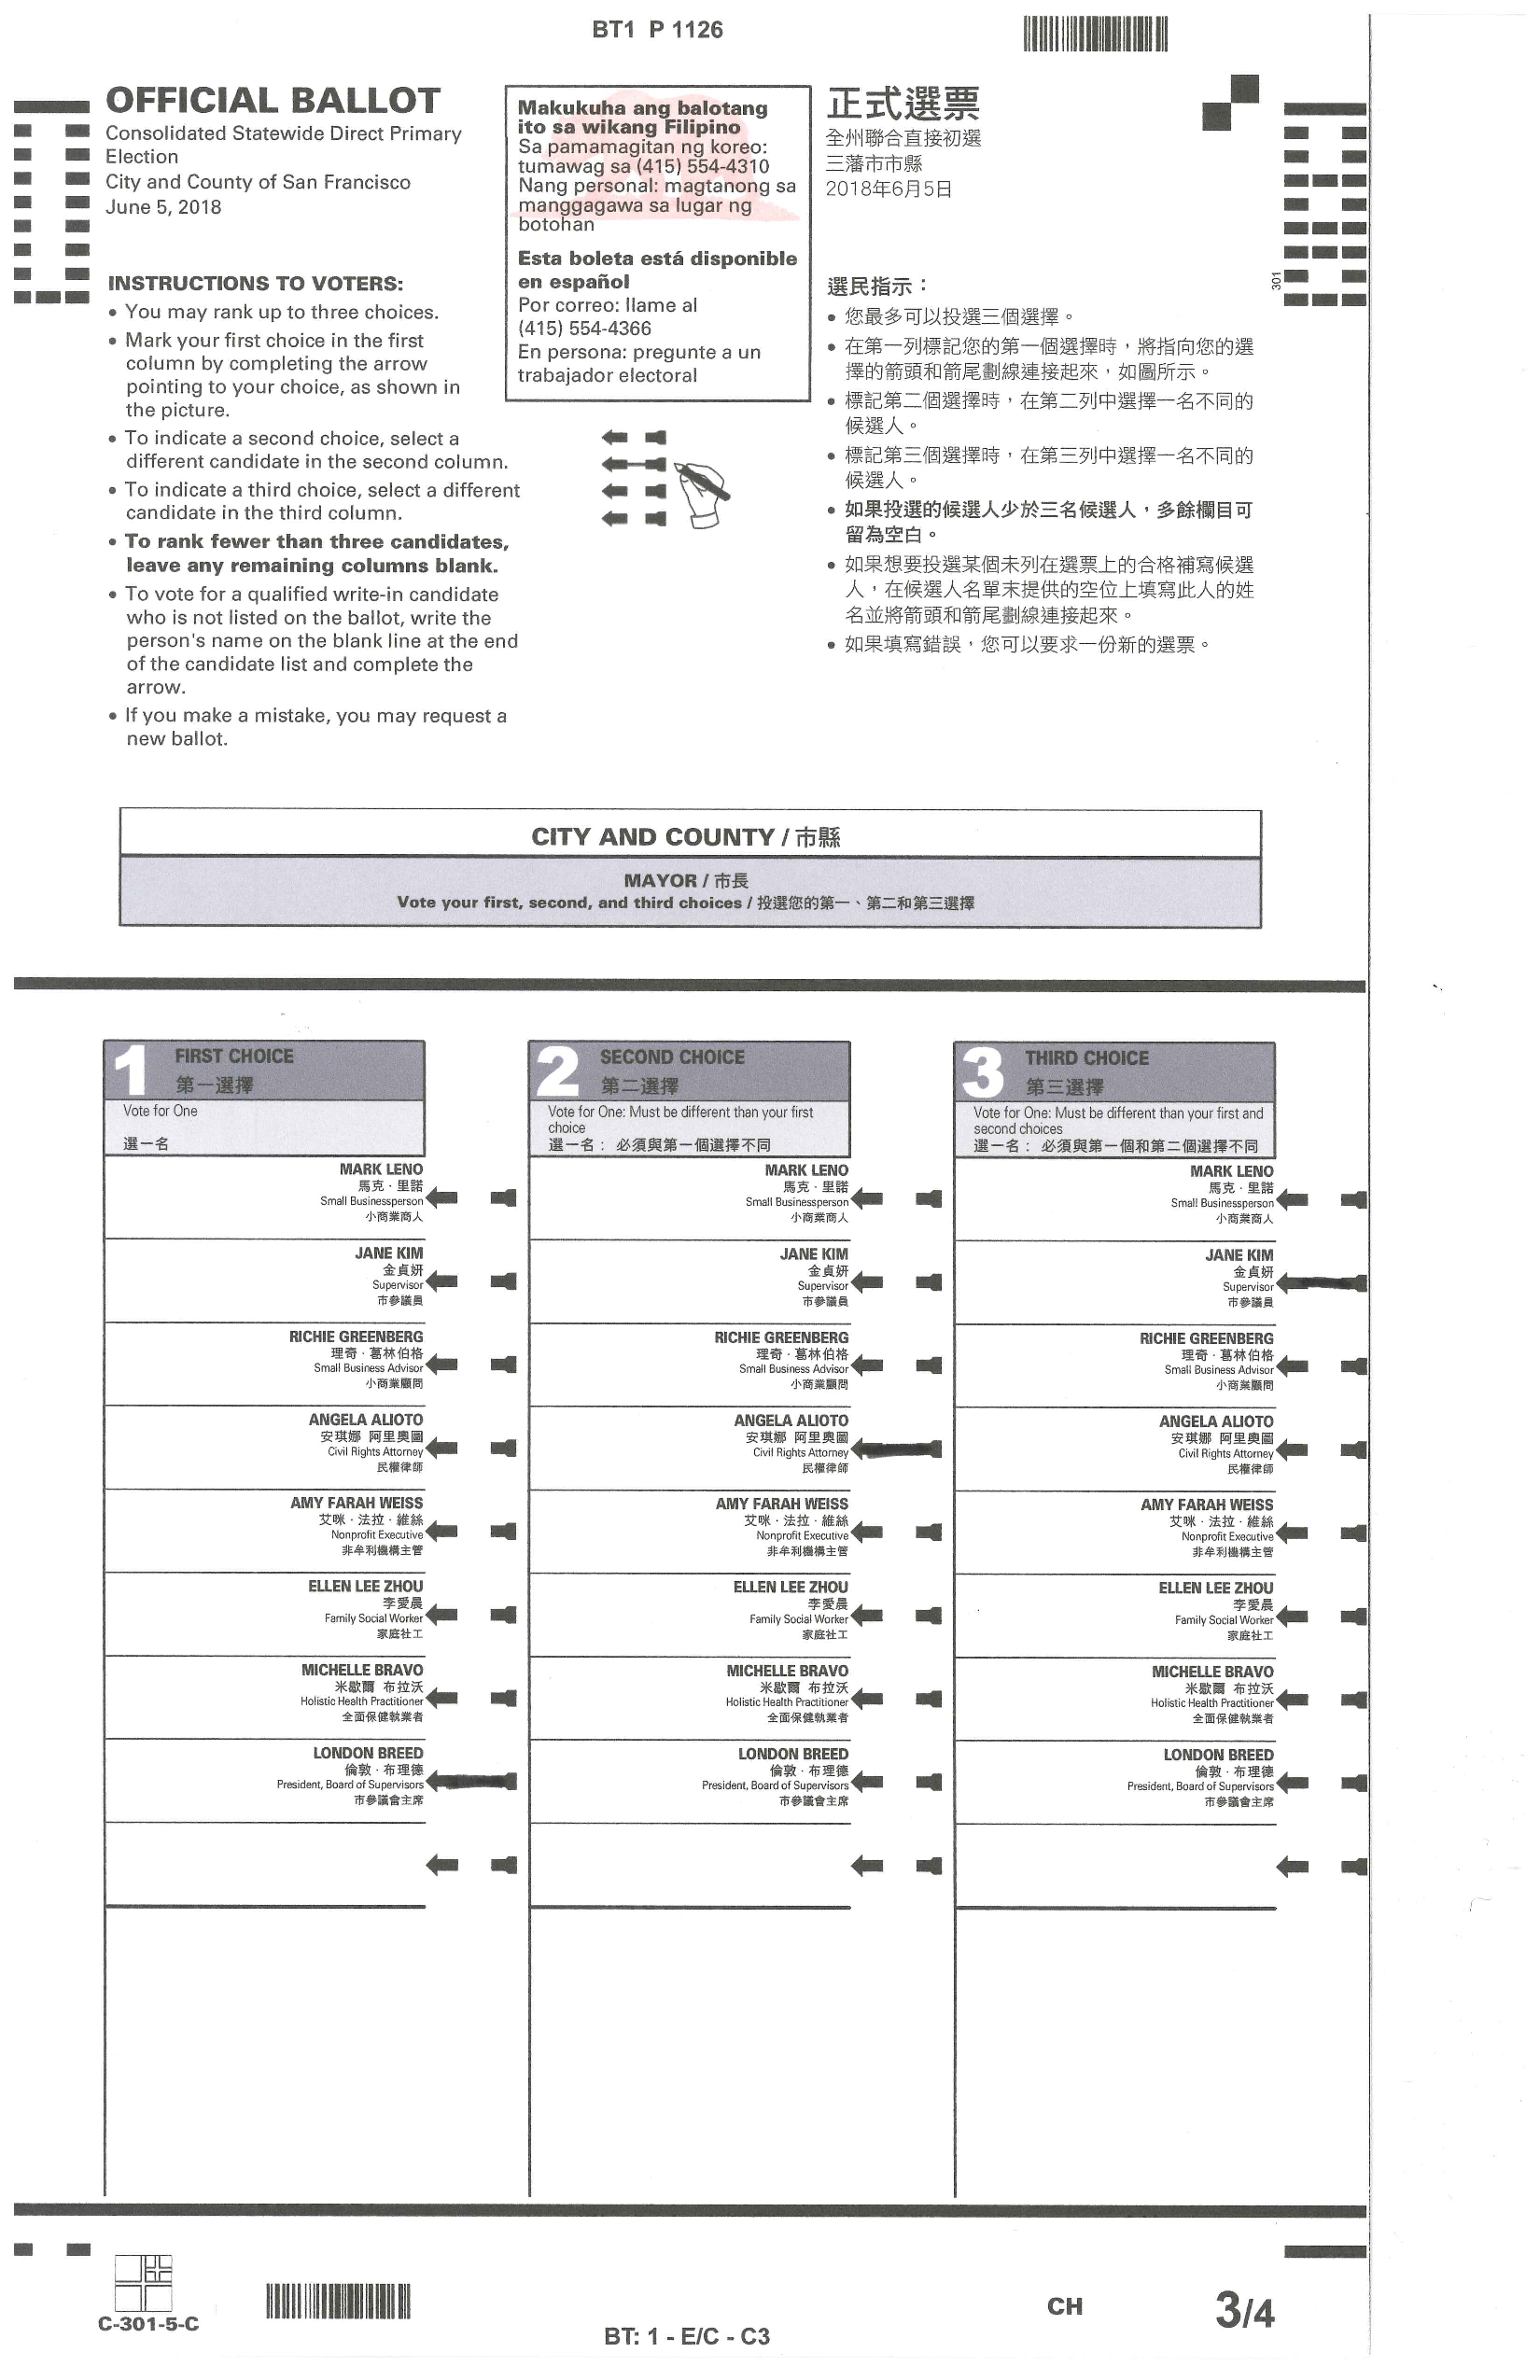 BT1 P 1126
OFFICIAL BALLOT
Consolidated Statewide Direct Primary
Election
City and County of San Francisco
June 5, 2018
INSTRUCTIONS TO VOTERS:
• You may rank up to three choices.
• Mark your first choice in the first
column by completing the arrow
pointing to your choice, as shown in
the picture.
• To indicate a second choice, select a
different candidate in the second column.
• To indicate a third choice, select a different
candidate in the third column.
• To rank fewer than three candidates,
leave any remaining columns blank.
• To vote for a qualified write-in candidate
who is not listed on the ballot, write the
person's name on the blank line at the end
of the candidate list and complete the
arrow.
• If you make a mistake, you may request a
new ballot.
Makukuha ang balotang
ito sa wikang Filipino
Sa pamamagitan ng koreo:
tumawag sa (415) 554-4310
Nang personal: magtanong sa
manggagawa sa lugar ng
botohan
Esta boleta está disponible
en español
Por correo: llame al
(415) 554-4366
En persona: pregunte a un
trabajador electoral
正式選票
全州聯合直接初選
三藩市市縣
2018年6月5日
301
選民指示：
• 您最多可以投選三個選擇。
• 在第一列標記您的第一個選擇時，將指向您的選
擇的箭頭和箭尾劃線連接起來，如圖所示。
• 標記第二個選擇時，在第二列中選擇一名不同的
候選人。
• 標記第三個選擇時，在第三列中選擇一名不同的
候選人。
• 如果投選的候選人少於三名候選人，多餘欄目可
留為空白。
• 如果想要投選某個未列在選票上的合格補寫候選
人，在候選人名單末提供的空位上填寫此人的姓
名並將箭頭和箭尾劃線連接起來。
• 如果填寫錯誤，您可以要求一份新的選票。
CITY AND COUNTY / 市縣
MAYOR / 市長
Vote your first, second, and third choices / 投選您的第一、第二和第三選擇
1 FIRST CHOICE
第一選擇
Vote for One
選一名
MARK LENO
馬克·里諾
Small Businessperson
小商業商人
JANE KIM
金貞妍
Supervisor
市參議員
RICHIE GREENBERG
理奇·葛林伯格
Small Business Advisor
小商業顧問
ANGELA ALIOTO
安琪娜 阿里奧圖
Civil Rights Attorney
民權律師
AMY FARAH WEISS
艾咪·法拉·維絲
Nonprofit Executive
非牟利機構主管
ELLEN LEE ZHOU
李愛晨
Family Social Worker
家庭社工
MICHELLE BRAVO
米歇爾 布拉沃
Holistic Health Practitioner
全面保健執業者
LONDON BREED
倫敦·布理德
President, Board of Supervisors
市參議會主席
2 SECOND CHOICE
第二選擇
Vote for One: Must be different than your first
choice
選一名： 必須與第一個選擇不同
MARK LENO
馬克·里諾
Small Businessperson
小商業商人
JANE KIM
金貞妍
Supervisor
市參議員
RICHIE GREENBERG
理奇·葛林伯格
Small Business Advisor
小商業顧問
ANGELA ALIOTO
安琪娜 阿里奧圖
Civil Rights Attorney
民權律師
AMY FARAH WEISS
艾咪·法拉·維絲
Nonprofit Executive
非牟利機構主管
ELLEN LEE ZHOU
李愛晨
Family Social Worker
家庭社工
MICHELLE BRAVO
米歇爾 布拉沃
Holistic Health Practitioner
全面保健執業者
LONDON BREED
倫敦·布理德
President, Board of Supervisors
市參議會主席
3 THIRD CHOICE
第三選擇
Vote for One: Must be different than your first and
second choices
選一名： 必須與第一個和第二個選擇不同
MARK LENO
馬克·里諾
Small Businessperson
小商業商人
JANE KIM
金貞妍
Supervisor
市參議員
RICHIE GREENBERG
理奇·葛林伯格
Small Business Advisor
小商業顧問
ANGELA ALIOTO
安琪娜 阿里奧圖
Civil Rights Attorney
民權律師
AMY FARAH WEISS
艾咪·法拉·維絲
Nonprofit Executive
非牟利機構主管
ELLEN LEE ZHOU
李愛晨
Family Social Worker
家庭社工
MICHELLE BRAVO
米歇爾 布拉沃
Holistic Health Practitioner
全面保健執業者
LONDON BREED
倫敦·布理德
President, Board of Supervisors
市參議會主席
C-301-5-C
BT: 1 - E/C - C3
CH
3/4